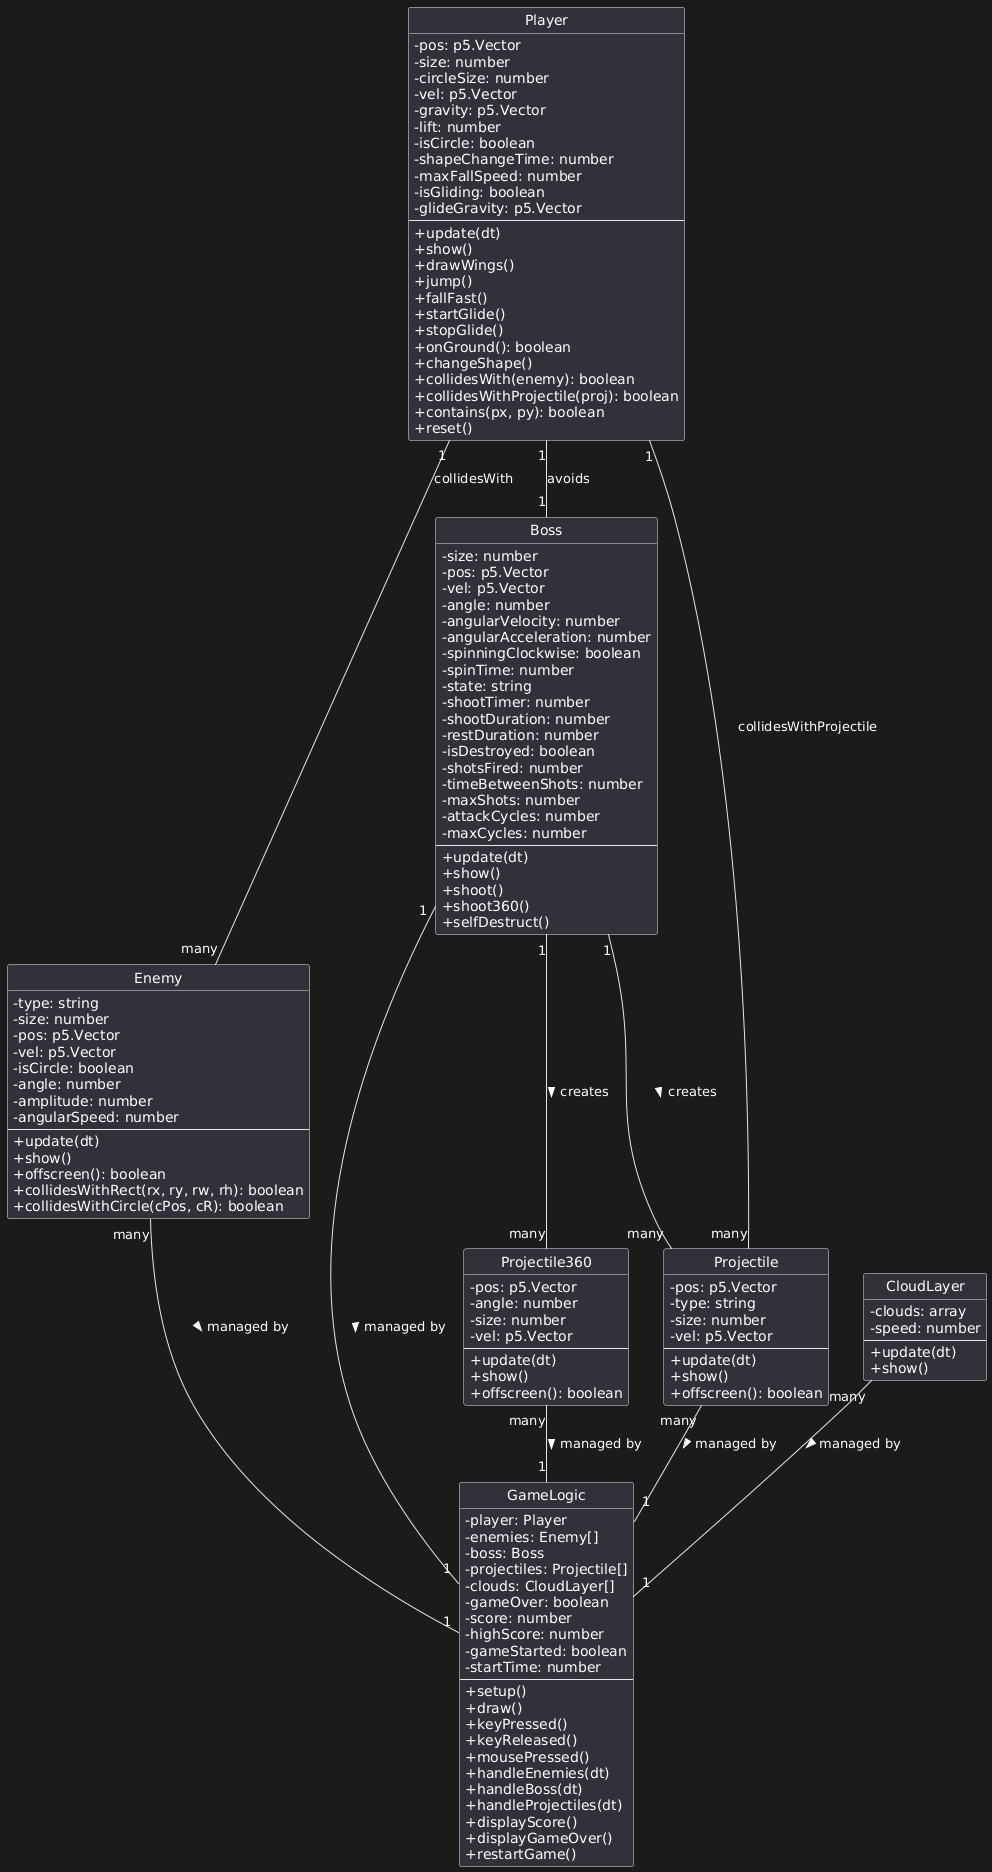 Player
-pos: p5.Vector
-size: number
-circleSize: number
-vel: p5.Vector
-gravity: p5.Vector
-lift: number
-isCircle: boolean
-shapeChangeTime: number
-maxFallSpeed: number
-isGliding: boolean
-glideGravity: p5.Vector
+update(dt)
+show()
+drawWings()
+jump()
+fallFast()
+startGlide()
+stopGlide()
+onGround(): boolean
+changeShape()
+collidesWith(enemy): boolean
+collidesWithProjectile(proj): boolean
+contains(px, py): boolean
+reset()
1
1
1
collidesWith
avoids
1
Boss
-size: number
-pos: p5.Vector
-vel: p5.Vector
-angle: number
-angularVelocity: number
-angularAcceleration: number
-spinningClockwise: boolean
-spinTime: number
-state: string
-shootTimer: number
-shootDuration: number
-restDuration: number
-isDestroyed: boolean
-shotsFired: number
-timeBetweenShots: number
-maxShots: number
-attackCycles: number
-maxCycles: number
+update(dt)
+show()
+shoot()
+shoot360()
+selfDestruct()
collidesWithProjectile
1
1
1
many
Enemy
-type: string
-size: number
-pos: p5.Vector
-vel: p5.Vector
-isCircle: boolean
-angle: number
-amplitude: number
-angularSpeed: number
+update(dt)
+show()
+offscreen(): boolean
+collidesWithRect(rx, ry, rw, rh): boolean
+collidesWithCircle(cPos, cR): boolean
creates
creates
many
many
many
many
Projectile360
-pos: p5.Vector
-angle: number
-size: number
-vel: p5.Vector
+update(dt)
+show()
+offscreen(): boolean
Projectile
-pos: p5.Vector
-type: string
-size: number
-vel: p5.Vector
+update(dt)
+show()
+offscreen(): boolean
CloudLayer
-clouds: array
-speed: number
+update(dt)
+show()
managed by
managed by
many
many
many
managed by
managed by
managed by
1
1
1
1
1
GameLogic
-player: Player
-enemies: Enemy[]
-boss: Boss
-projectiles: Projectile[]
-clouds: CloudLayer[]
-gameOver: boolean
-score: number
-highScore: number
-gameStarted: boolean
-startTime: number
+setup()
+draw()
+keyPressed()
+keyReleased()
+mousePressed()
+handleEnemies(dt)
+handleBoss(dt)
+handleProjectiles(dt)
+displayScore()
+displayGameOver()
+restartGame()